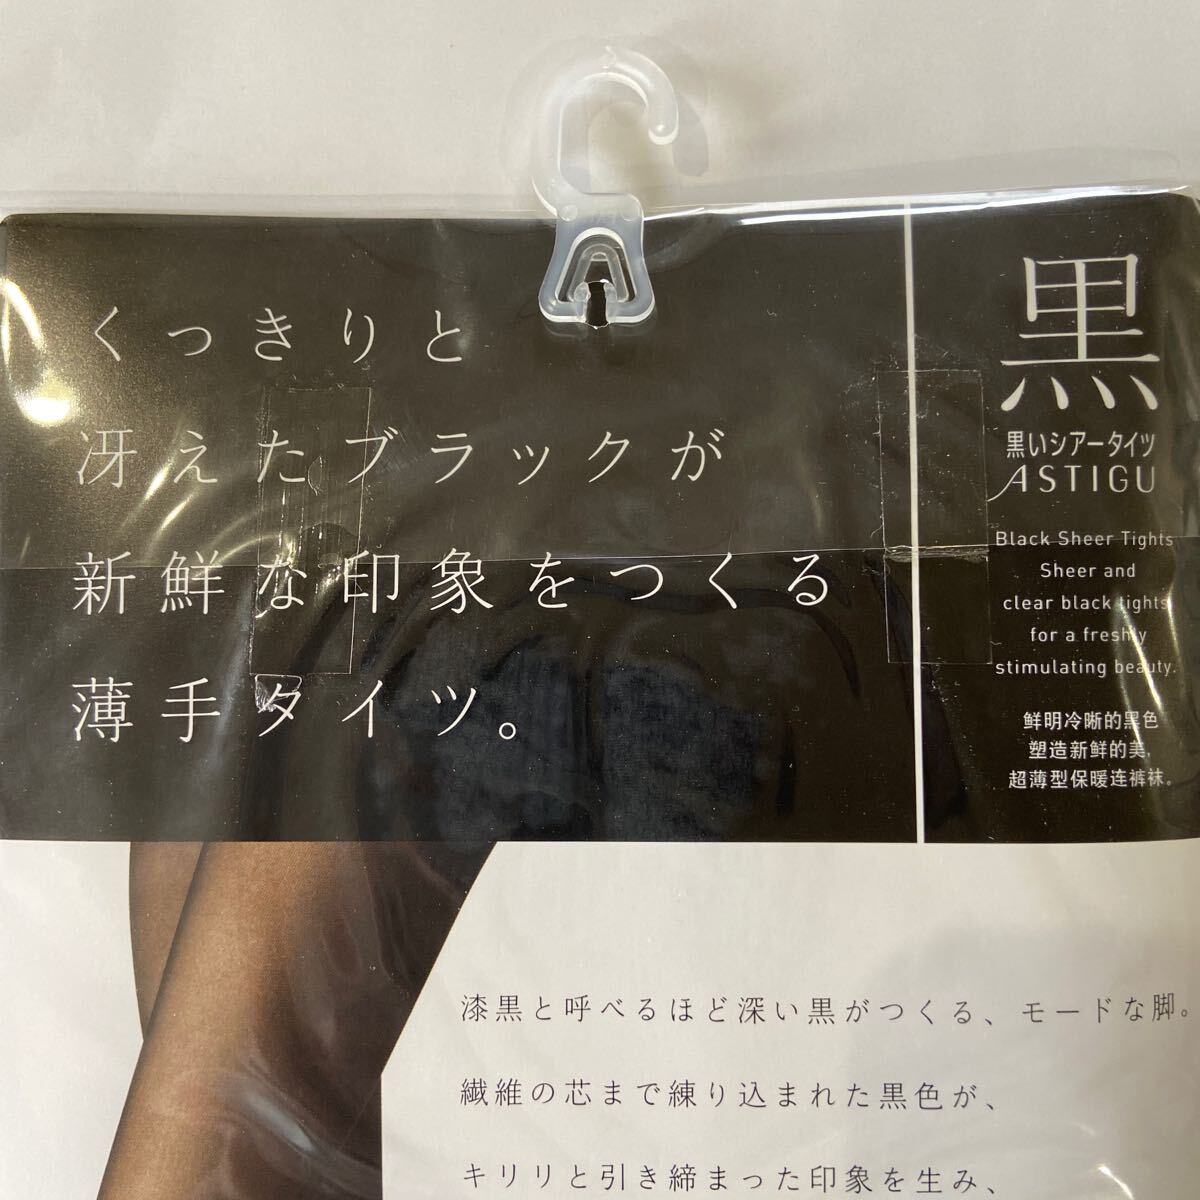 くっきりと
冴えたブラックが
新鮮な印象をつくる
薄手タイツ。
黒
黒いシアータイツ
ASTIGU
Black Sheer Tights
Sheer and
clear black tights
for a freshly
stimulating beauty.
鲜明冷晰的黑色
塑造新鲜的美,
超薄型保暖连裤袜。
漆黒と呼べるほど深い黒がつくる、モードな脚。
繊維の芯まで練り込まれた黒色が、
キリリと引き締まった印象を生み、